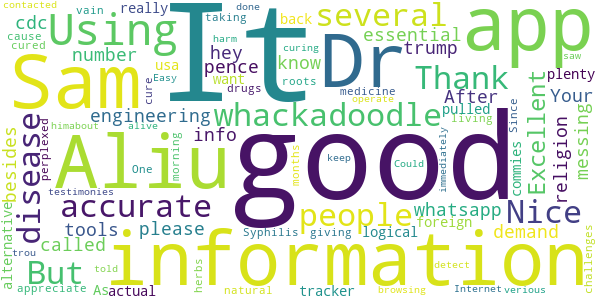 contacted vain done really taking back
cdc Using several app
cause number hey essential trump
cured It Dr
Sam usa pence want know plenty
harm curing roots saw
Easy drugs Thank
cure medicine operate
engineering After pulled Your
disease whackadoodle Excellent messing
perplexed himabout alive info living Since commies religion
besides Aliu good
One morning months keep Could immediately
testimonies people whatsapp Nice
accurate giving logical foreign
alternative tools please Syphilis demand
But called information
trou told herbs detect challenges
appreciate As actual natural tracker browsing Internet verious